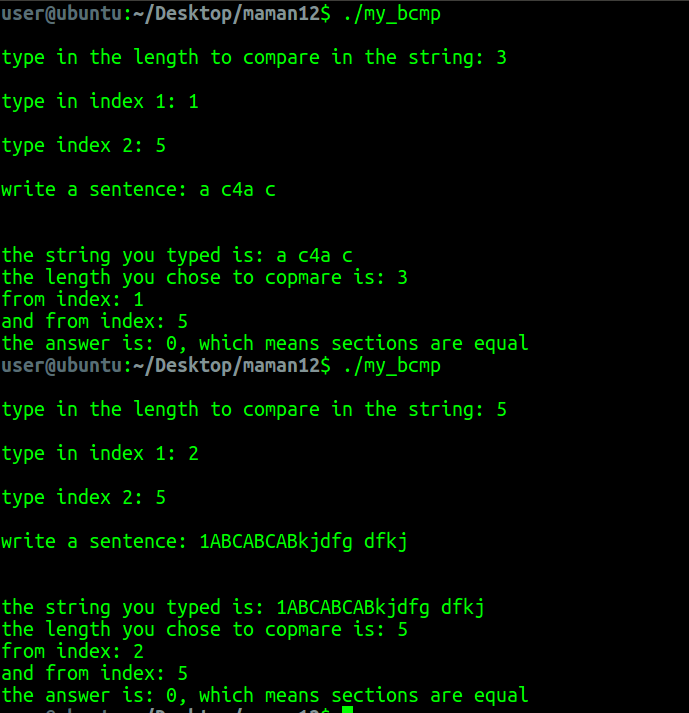 user@ubuntu:~/Desktop/maman12$ ./my_bcmp
type in the length to compare in the string: 3
type in index 1: 1
type index 2: 5
write a sentence: a c4a c
the string you typed is: a c4a c
the length you chose to copmare is: 3
from index: 1
and from index: 5
the answer is: 0, which means sections are equal
user@ubuntu:~/Desktop/maman12$ ./my_bcmp
type in the length to compare in the string: 5
type in index 1: 2
type index 2: 5
write a sentence: 1ABCABCABkjdfg dfkj
the string you typed is: 1ABCABCABkjdfg dfkj
the length you chose to copmare is: 5
from index: 2
and from index: 5
the answer is: 0, which means sections are equal
user@ubuntu:~/Desktop/maman12$